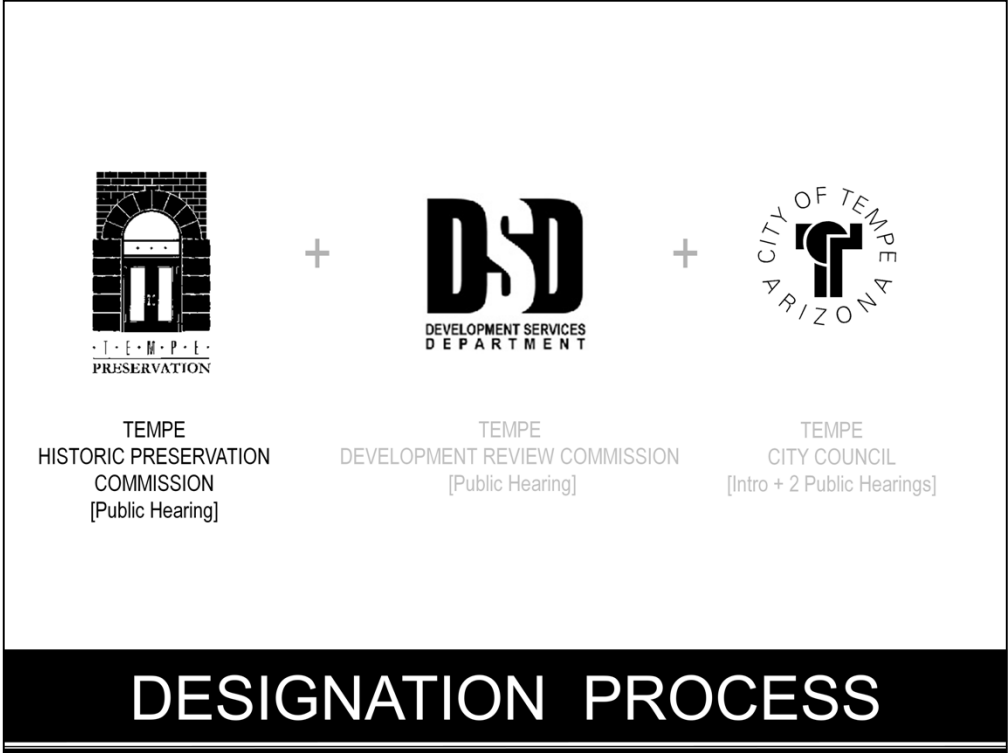 ·T·E·M·P·E·
PRESERVATION
+
DSD
DEVELOPMENT SERVICES
DEPARTMENT
+
CITY OF TEMPE
ARIZONA
T
TEMPE
HISTORIC PRESERVATION
COMMISSION
[Public Hearing]
TEMPE
DEVELOPMENT REVIEW COMMISSION
[Public Hearing]
TEMPE
CITY COUNCIL
[Intro + 2 Public Hearings]
DESIGNATION PROCESS